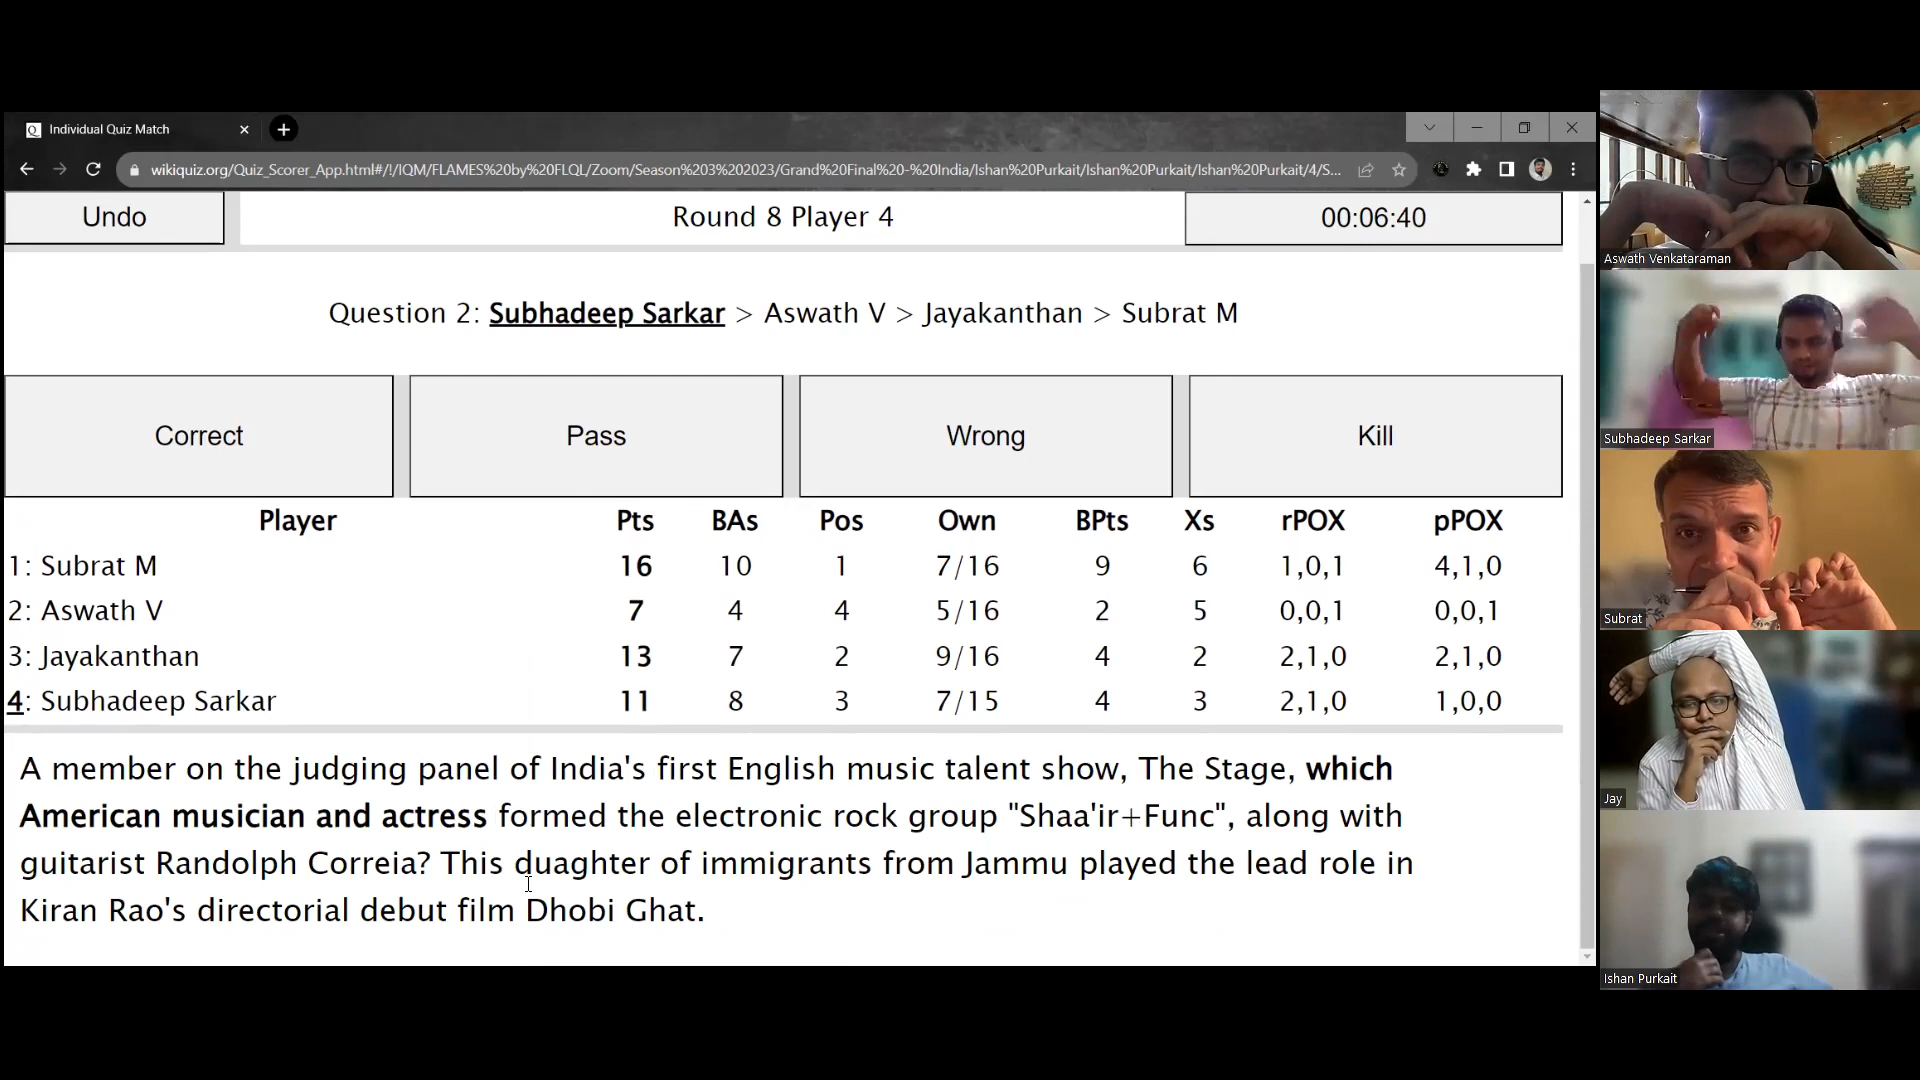 Individual Quiz Match
wikiquiz.org/Quiz_Scorer_App.html#/!/IQM/FLAMES%20by%20FLQL/Zoom/Season%203%202023/Grand%20Final%20-%20India/Ishan%20Purkait/Ishan%20Purkait/Ishan%20Purkait/4/S...
Undo
Round 8 Player 4
00:06:40
Question 2: Subhadeep Sarkar > Aswath V > Jayakanthan > Subrat M
Correct
Pass
Wrong
Kill
Player Pts BAs Pos Own BPts Xs rPOX pPOX
1: Subrat M 16 10 1 7/16 9 6 1,0,1 4,1,0
2: Aswath V 7 4 4 5/16 2 5 0,0,1 0,0,1
3: Jayakanthan 13 7 2 9/16 4 2 2,1,0 2,1,0
4: Subhadeep Sarkar 11 8 3 7/15 4 3 2,1,0 1,0,0
A member on the judging panel of India's first English music talent show, The Stage, which
American musician and actress formed the electronic rock group "Shaa'ir+Func", along with
guitarist Randolph Correia? This duaghter of immigrants from Jammu played the lead role in
Kiran Rao's directorial debut film Dhobi Ghat.
Aswath Venkataraman
Subhadeep Sarkar
Subrat
Jay
Ishan Purkait